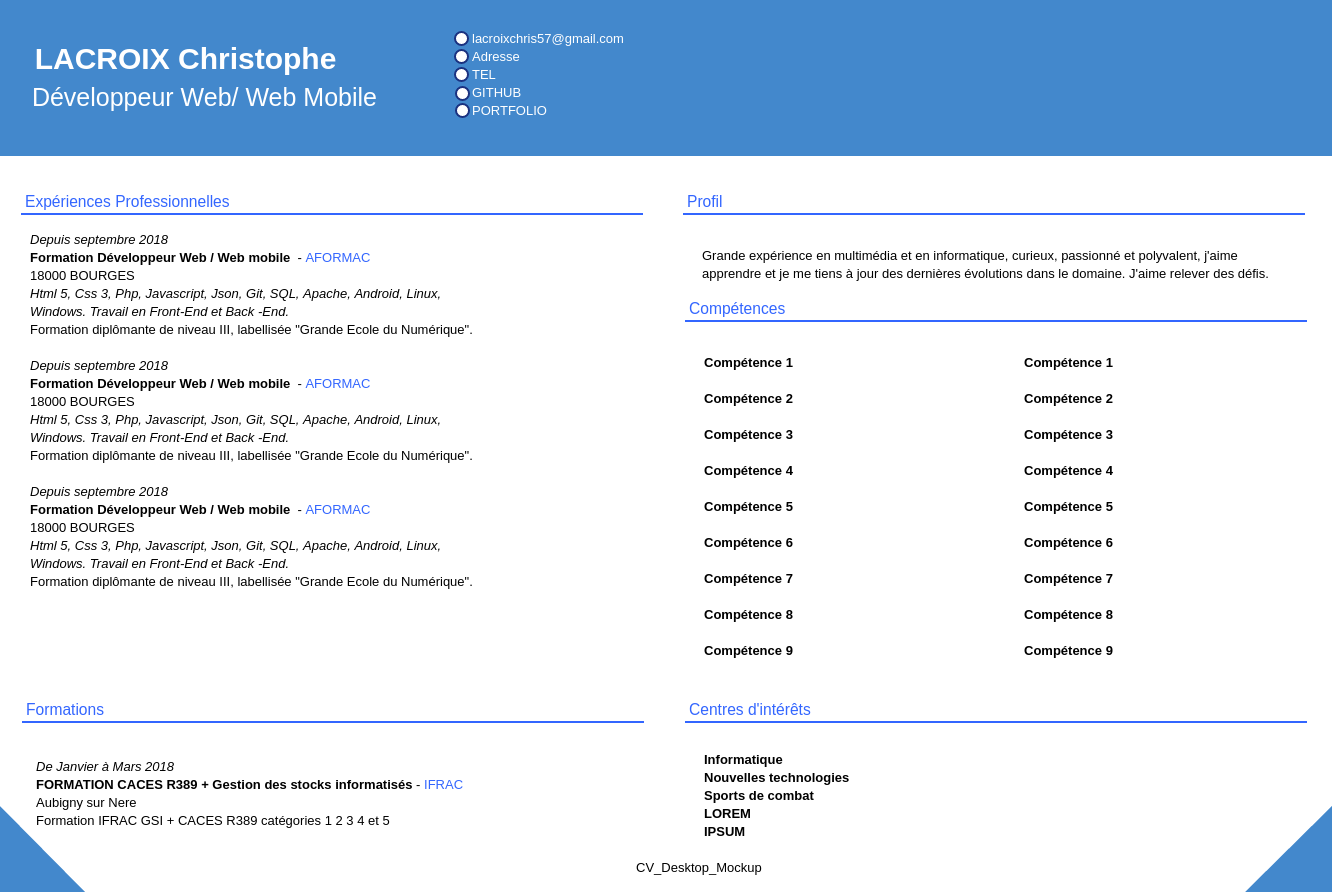 LACROIX Christophe
Développeur Web/ Web Mobile
lacroixchris57@gmail.com
Adresse
TEL
GITHUB
PORTFOLIO
Expériences Professionnelles
Depuis septembre 2018
Formation Développeur Web / Web mobile  - AFORMAC
18000 BOURGES
Html 5, Css 3, Php, Javascript, Json, Git, SQL, Apache, Android, Linux,
Windows. Travail en Front-End et Back -End.
Formation diplômante de niveau III, labellisée "Grande Ecole du Numérique".
Depuis septembre 2018
Formation Développeur Web / Web mobile  - AFORMAC
18000 BOURGES
Html 5, Css 3, Php, Javascript, Json, Git, SQL, Apache, Android, Linux,
Windows. Travail en Front-End et Back -End.
Formation diplômante de niveau III, labellisée "Grande Ecole du Numérique".
Depuis septembre 2018
Formation Développeur Web / Web mobile  - AFORMAC
18000 BOURGES
Html 5, Css 3, Php, Javascript, Json, Git, SQL, Apache, Android, Linux,
Windows. Travail en Front-End et Back -End.
Formation diplômante de niveau III, labellisée "Grande Ecole du Numérique".
Profil
Grande expérience en multimédia et en informatique, curieux, passionné et polyvalent, j'aime
apprendre et je me tiens à jour des dernières évolutions dans le domaine. J'aime relever des défis.
Compétences
Compétence 1
Compétence 2
Compétence 3
Compétence 4
Compétence 5
Compétence 6
Compétence 7
Compétence 8
Compétence 9
Compétence 1
Compétence 2
Compétence 3
Compétence 4
Compétence 5
Compétence 6
Compétence 7
Compétence 8
Compétence 9
Formations
De Janvier à Mars 2018
FORMATION CACES R389 + Gestion des stocks informatisés - IFRAC
Aubigny sur Nere
Formation IFRAC GSI + CACES R389 catégories 1 2 3 4 et 5
Centres d'intérêts
Informatique
Nouvelles technologies
Sports de combat
LOREM
IPSUM
CV_Desktop_Mockup